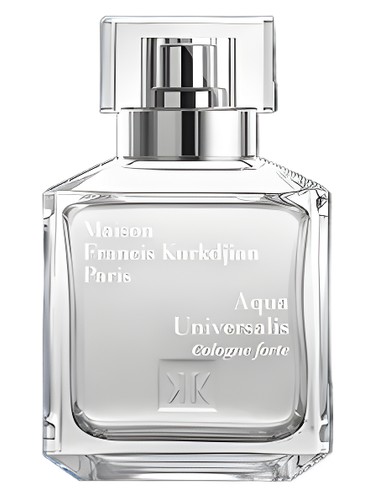 Maison
Francis Kurkdjian
Paris
Aqua
Universalis
Cologne forte